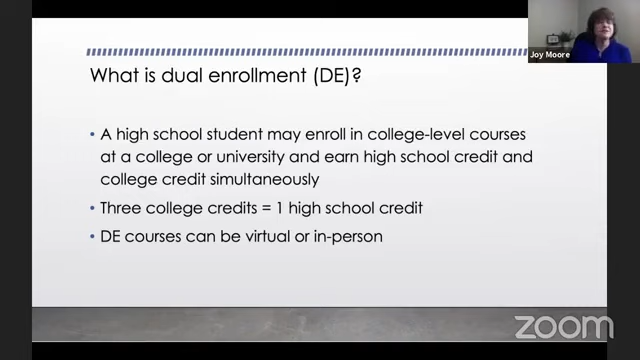 Joy Moore
What is dual enrollment (DE)?
• A high school student may enroll in college-level courses
at a college or university and earn high school credit and
college credit simultaneously
• Three college credits = 1 high school credit
• DE courses can be virtual or in-person
zoom